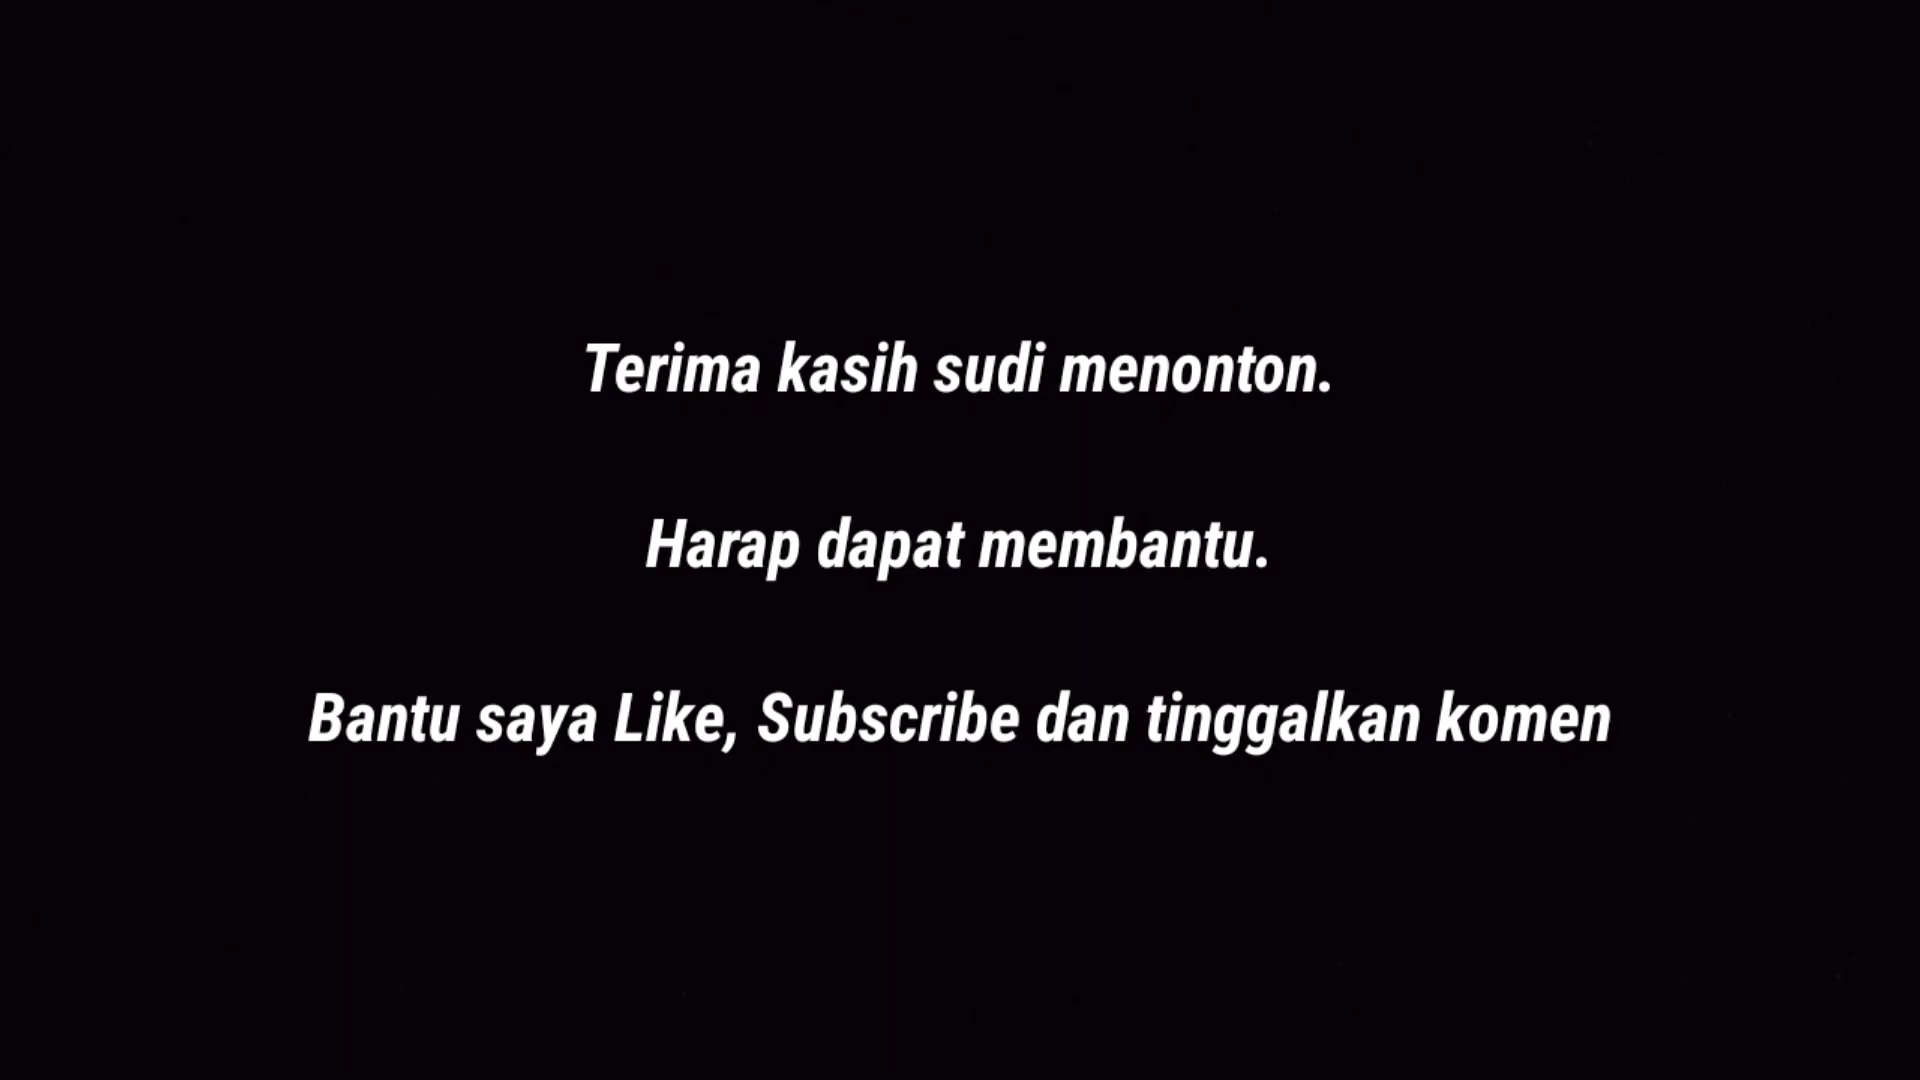 Terima kasih sudi menonton.
Harap dapat membantu.
Bantu saya Like, Subscribe dan tinggalkan komen